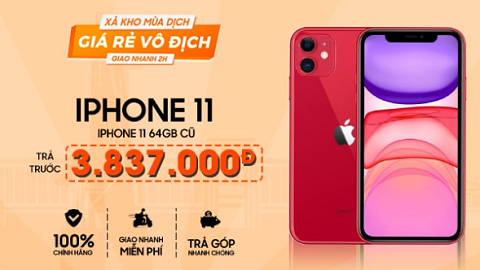 XẢ KHO MÙA DỊCH
GIÁ RẺ VÔ ĐỊCH
GIAO NHANH 2H
IPHONE 11
IPHONE 11 64GB CŨ
TRẢ TRƯỚC
3.837.000Đ
100%
CHÍNH HÃNG
GIAO NHANH
MIỄN PHÍ
TRẢ GÓP
NHANH CHÓNG